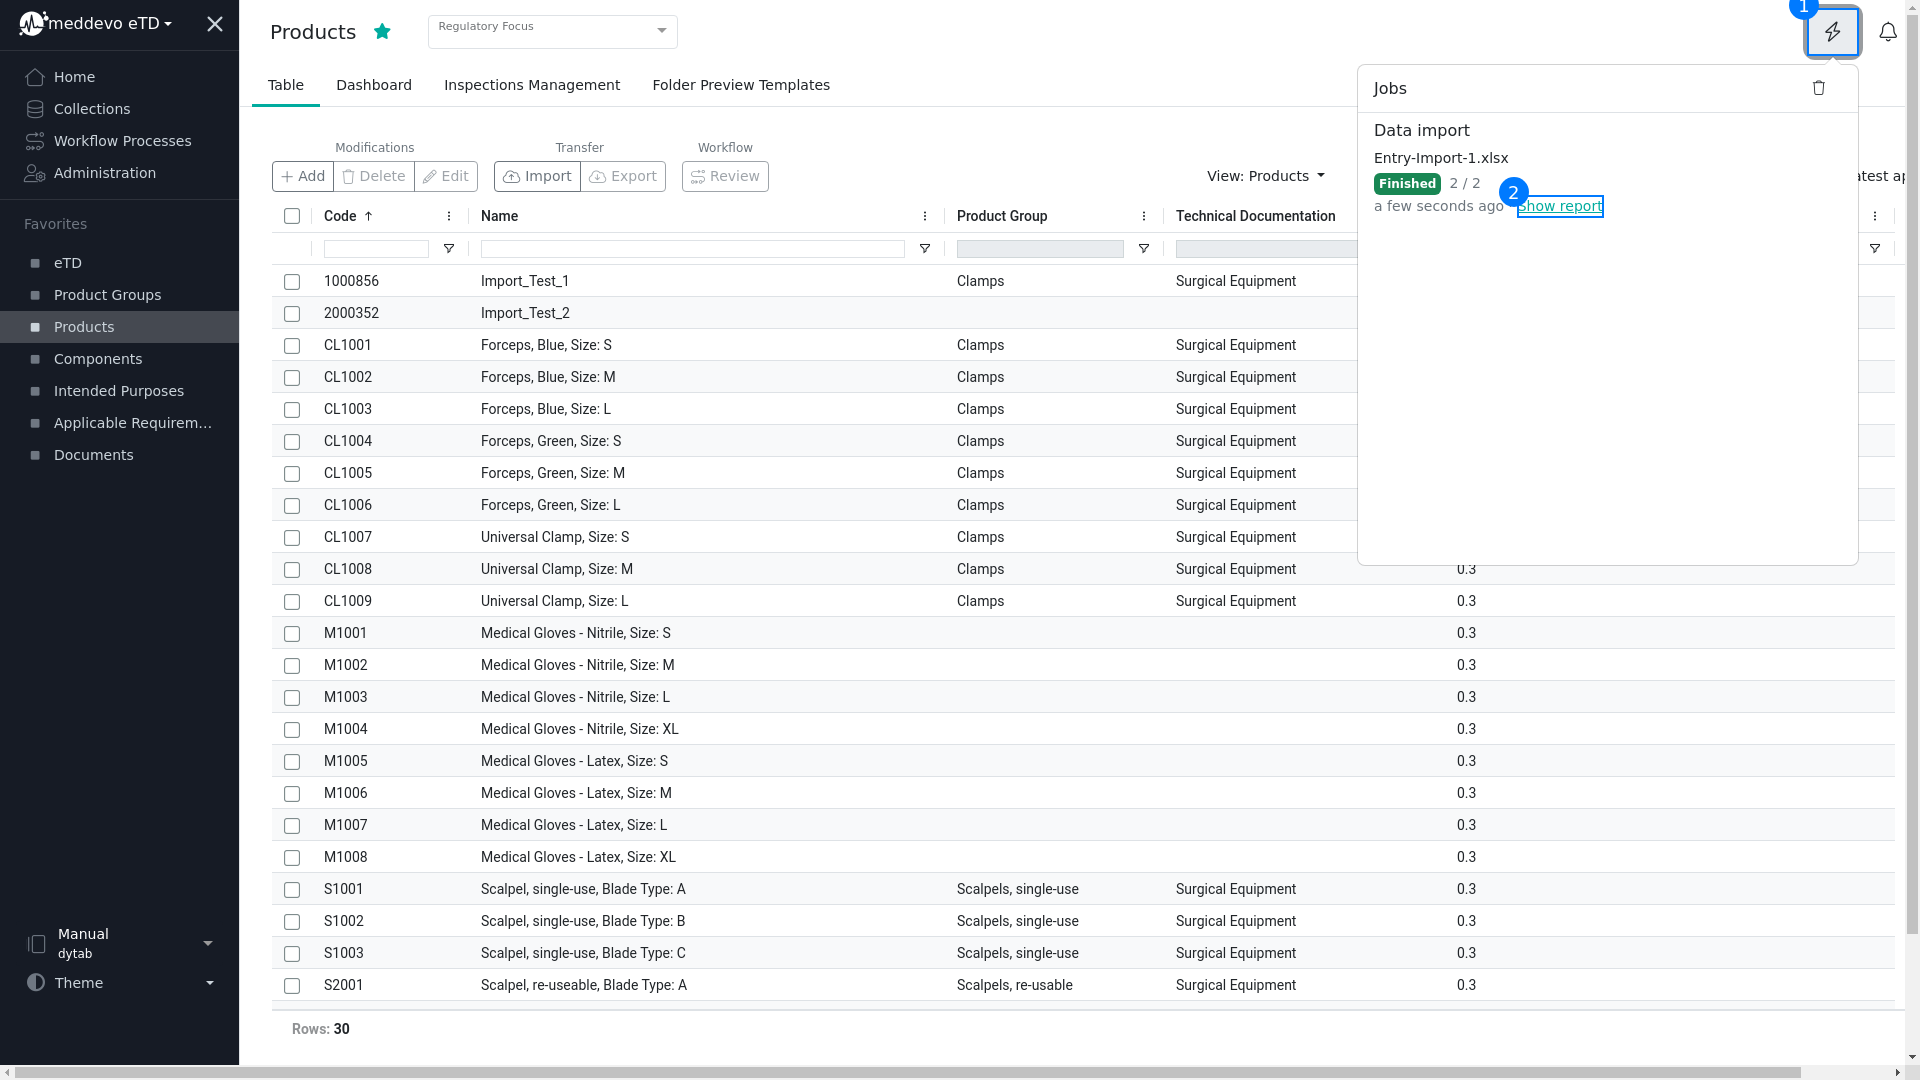 meddevo eTD
Home
Collections
Workflow Processes
Administration
Favorites
eTD
Product Groups
Products
Components
Intended Purposes
Applicable Requirem...
Documents
Manual
dytab
Theme
Products
Regulatory Focus
1
Table Dashboard Inspections Management Folder Preview Templates
Modifications Transfer Workflow
Add Delete Edit Import Export Review
View: Products
Jobs
Data import
Entry-Import-1.xlsx
Finished 2 / 2
2
a few seconds ago Show report
Code Name Product Group Technical Documentation
1000856 Import_Test_1 Clamps Surgical Equipment
2000352 Import_Test_2
CL1001 Forceps, Blue, Size: S Clamps Surgical Equipment
CL1002 Forceps, Blue, Size: M Clamps Surgical Equipment
CL1003 Forceps, Blue, Size: L Clamps Surgical Equipment
CL1004 Forceps, Green, Size: S Clamps Surgical Equipment
CL1005 Forceps, Green, Size: M Clamps Surgical Equipment
CL1006 Forceps, Green, Size: L Clamps Surgical Equipment
CL1007 Universal Clamp, Size: S Clamps Surgical Equipment
CL1008 Universal Clamp, Size: M Clamps Surgical Equipment 0.3
CL1009 Universal Clamp, Size: L Clamps Surgical Equipment 0.3
M1001 Medical Gloves - Nitrile, Size: S 0.3
M1002 Medical Gloves - Nitrile, Size: M 0.3
M1003 Medical Gloves - Nitrile, Size: L 0.3
M1004 Medical Gloves - Nitrile, Size: XL 0.3
M1005 Medical Gloves - Latex, Size: S 0.3
M1006 Medical Gloves - Latex, Size: M 0.3
M1007 Medical Gloves - Latex, Size: L 0.3
M1008 Medical Gloves - Latex, Size: XL 0.3
S1001 Scalpel, single-use, Blade Type: A Scalpels, single-use Surgical Equipment 0.3
S1002 Scalpel, single-use, Blade Type: B Scalpels, single-use Surgical Equipment 0.3
S1003 Scalpel, single-use, Blade Type: C Scalpels, single-use Surgical Equipment 0.3
S2001 Scalpel, re-useable, Blade Type: A Scalpels, re-usable Surgical Equipment 0.3
Rows: 30